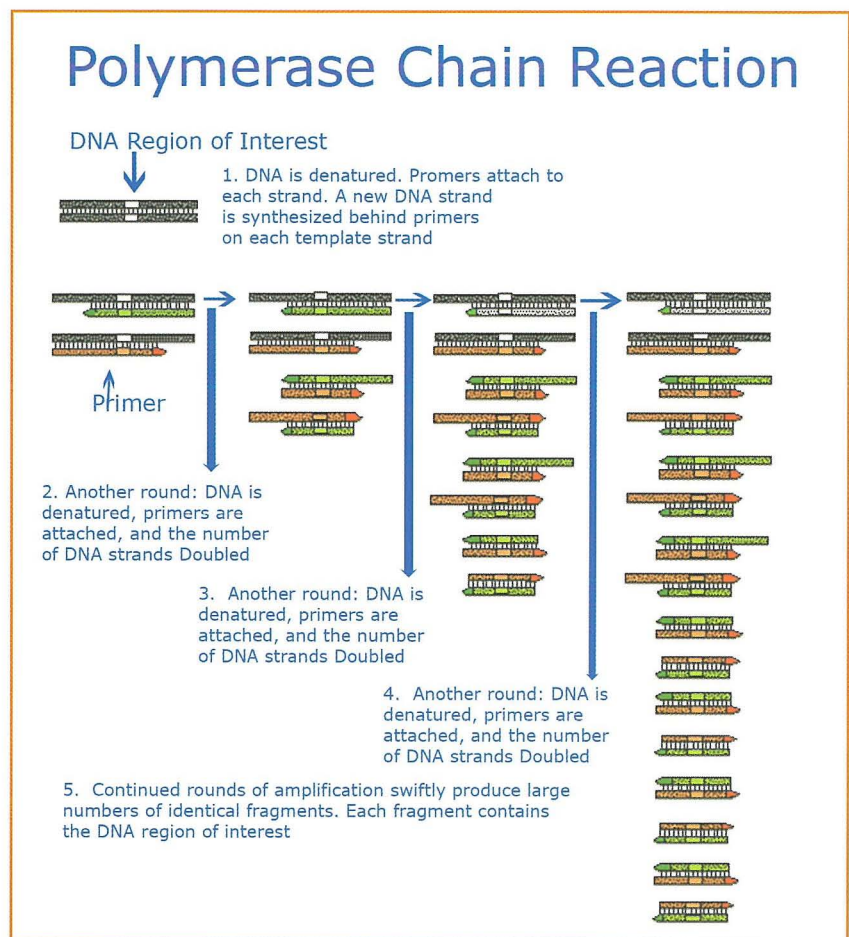 Polymerase Chain Reaction
DNA Region of Interest
1. DNA is denatured. Promers attach to
each strand. A new DNA strand
is synthesized behind primers
on each template strand
Primer
2. Another round: DNA is
denatured, primers are
attached, and the number
of DNA strands Doubled
3. Another round: DNA is
denatured, primers are
attached, and the number
of DNA strands Doubled
4. Another round: DNA is
denatured, primers are
attached, and the number
of DNA strands Doubled
5. Continued rounds of amplification swiftly produce large
numbers of identical fragments. Each fragment contains
the DNA region of interest